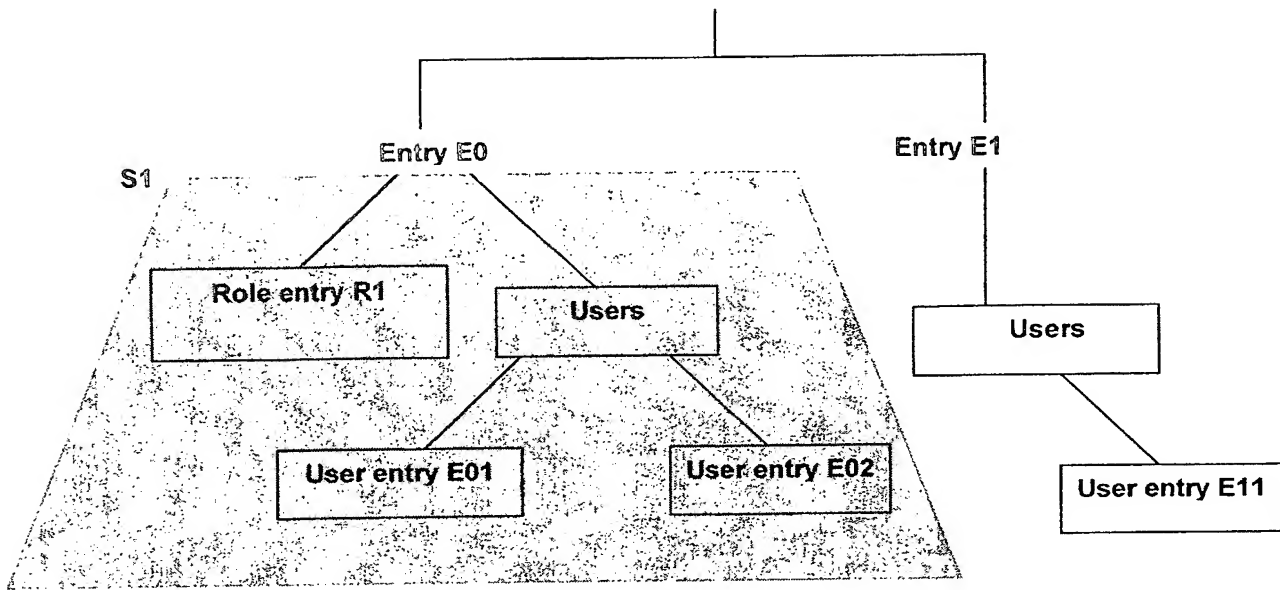 Entry E0
Entry E1
S1
Role entry R1
Users
Users
User entry E01
User entry E02
User entry E11